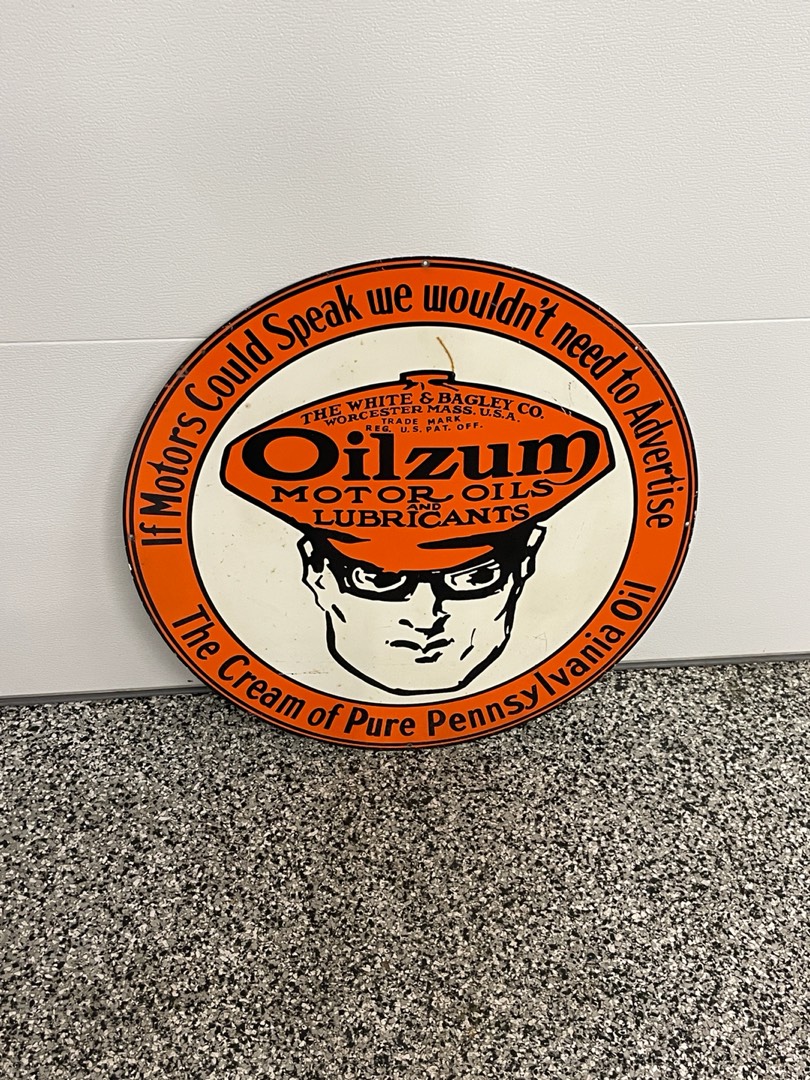 If Motors Could Speak we wouldn't need to Advertise
THE WHITE & BAGLEY CO.
WORCESTER MASS. U.S.A.
TRADE MARK
REG. U.S. PAT. OFF.
Oilzum
MOTOR OILS
AND
LUBRICANTS
The Cream of Pure Pennsylvania Oil